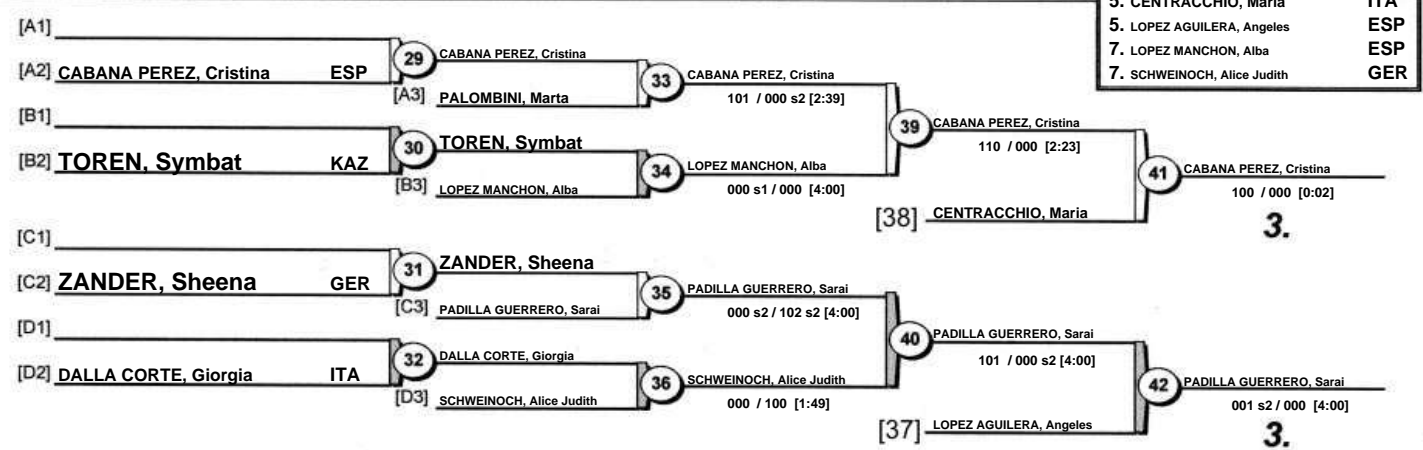 5. CENTRACCHIO, Maria ITA
5. LOPEZ AGUILERA, Angeles ESP
7. LOPEZ MANCHON, Alba ESP
7. SCHWEINOCH, Alice Judith GER
[A1]
[A2] CABANA PEREZ, Cristina ESP
29
CABANA PEREZ, Cristina
[A3] PALOMBINI, Marta
33
CABANA PEREZ, Cristina
101 / 000 s2 [2:39]
[B1]
[B2] TOREN, Symbat KAZ
30
TOREN, Symbat
[B3] LOPEZ MANCHON, Alba
34
LOPEZ MANCHON, Alba
000 s1 / 000 [4:00]
39
CABANA PEREZ, Cristina
110 / 000 [2:23]
[38] CENTRACCHIO, Maria
41
CABANA PEREZ, Cristina
100 / 000 [0:02]
3.
[C1]
[C2] ZANDER, Sheena GER
31
ZANDER, Sheena
[C3] PADILLA GUERRERO, Sarai
35
PADILLA GUERRERO, Sarai
000 s2 / 102 s2 [4:00]
[D1]
[D2] DALLA CORTE, Giorgia ITA
32
DALLA CORTE, Giorgia
[D3] SCHWEINOCH, Alice Judith
36
SCHWEINOCH, Alice Judith
000 / 100 [1:49]
40
PADILLA GUERRERO, Sarai
101 / 000 s2 [4:00]
[37] LOPEZ AGUILERA, Angeles
42
PADILLA GUERRERO, Sarai
001 s2 / 000 [4:00]
3.